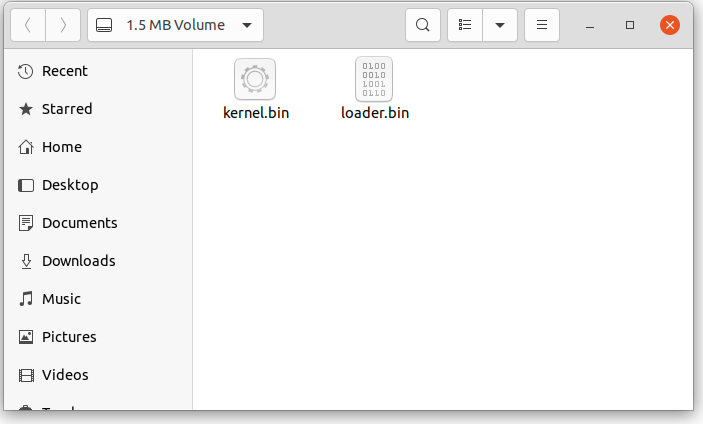 1.5 MB Volume
Recent
Starred
Home
Desktop
Documents
Downloads
Music
Pictures
Videos
0100
0010
1001
0110
kernel.bin
loader.bin